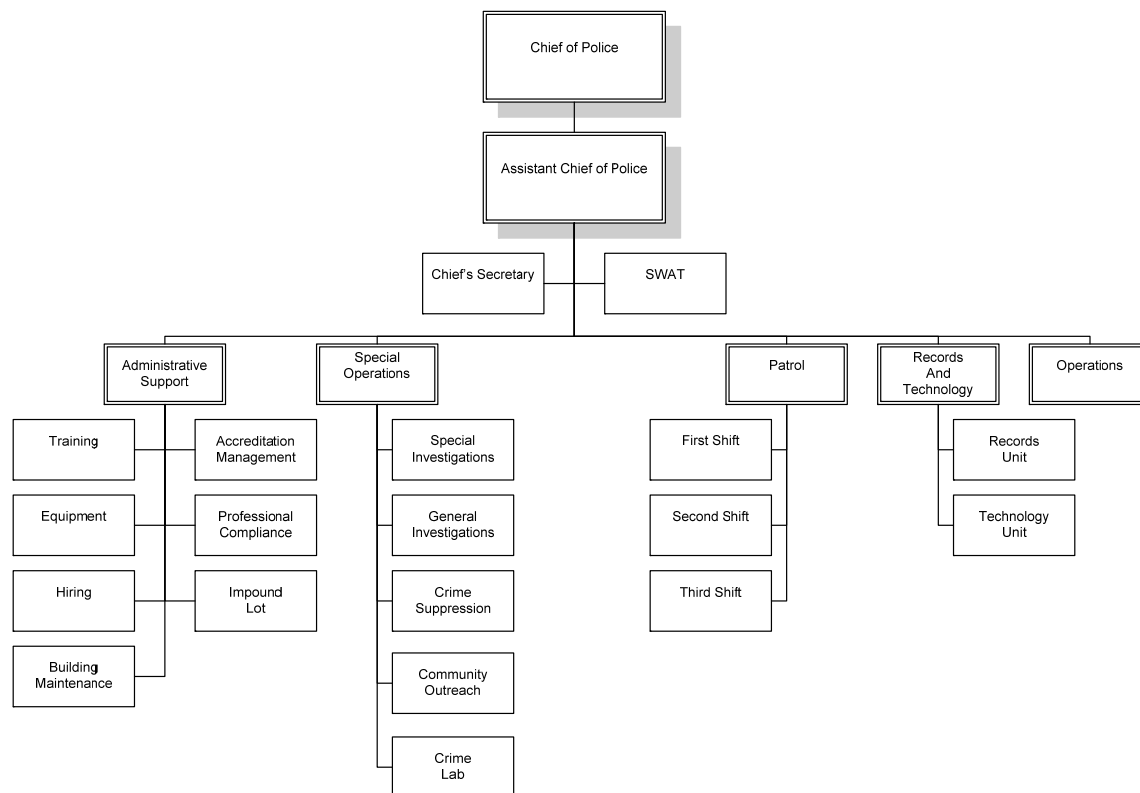 Chief of Police
Assistant Chief of Police
Chief's Secretary
SWAT
Administrative
Support
Special
Operations
Patrol
Records
And
Technology
Operations
Training
Accreditation
Management
Special
Investigations
First Shift
Records
Unit
Equipment
Professional
Compliance
General
Investigations
Second Shift
Technology
Unit
Hiring
Impound
Lot
Crime
Suppression
Third Shift
Building
Maintenance
Community
Outreach
Crime
Lab